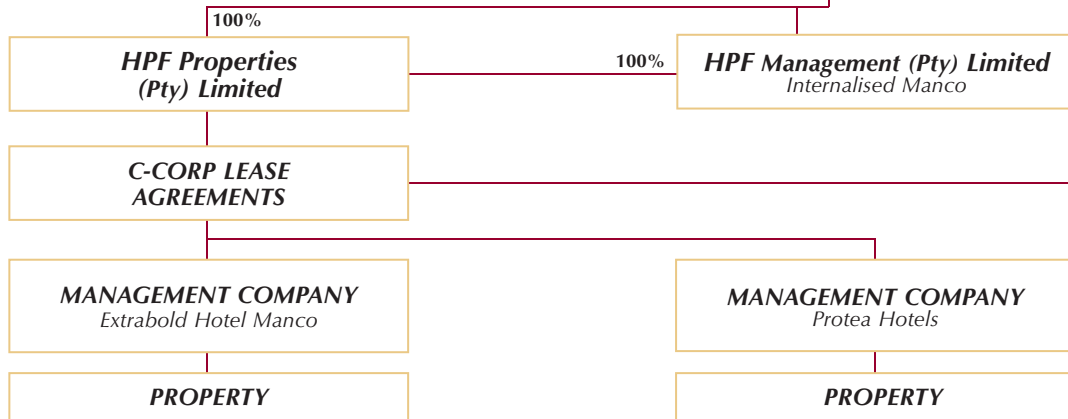 100%
HPF Properties
(Pty) Limited
100%
HPF Management (Pty) Limited
Internalised Manco
C-CORP LEASE
AGREEMENTS
MANAGEMENT COMPANY
Extrabold Hotel Manco
MANAGEMENT COMPANY
Protea Hotels
PROPERTY
PROPERTY